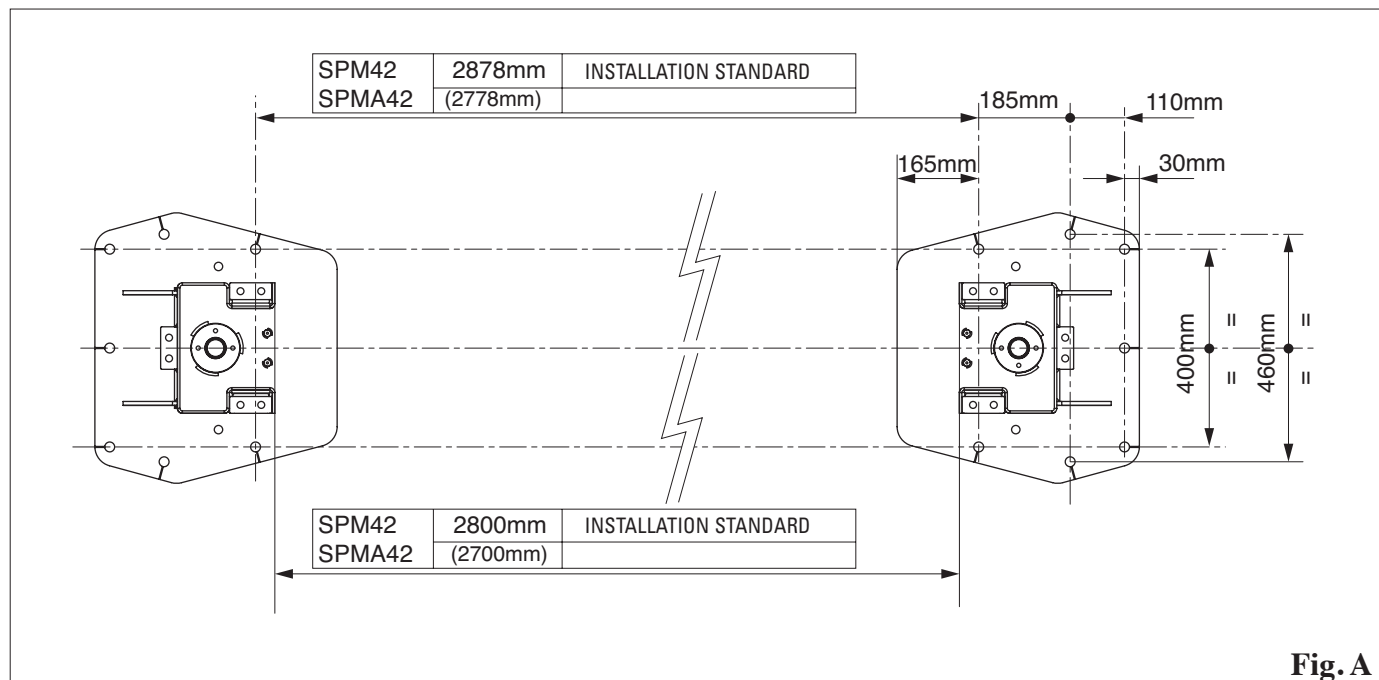 SPM42 2878mm INSTALLATION STANDARD
SPMA42 (2778mm)
185mm 110mm
165mm 30mm
400mm = =
460mm = =
SPM42 2800mm INSTALLATION STANDARD
SPMA42 (2700mm)
Fig. A